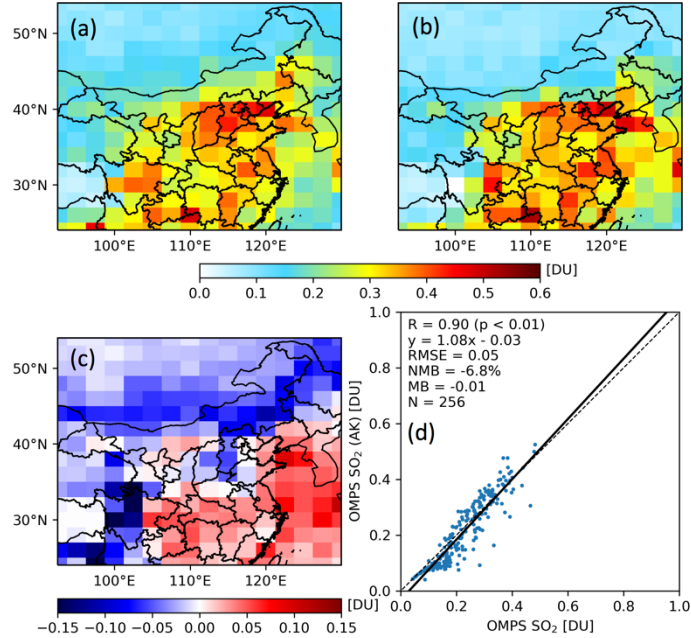 (a)
(b)
50°N
40°N
30°N
50°N
40°N
30°N
100°E 110°E 120°E
100°E 110°E 120°E
[DU]
0.0 0.1 0.2 0.3 0.4 0.5 0.6
(c)
50°N
40°N
30°N
100°E 110°E 120°E
[DU]
−0.15 −0.10 −0.05 0.00 0.05 0.10 0.15
R = 0.90 (p < 0.01)
y = 1.08x - 0.03
RMSE = 0.05
NMB = -6.8%
MB = -0.01
N = 256
(d)
OMPS SO₂ (AK) [DU]
1.0
0.8
0.6
0.4
0.2
0.0
0.0 0.2 0.4 0.6 0.8 1.0
OMPS SO₂ [DU]